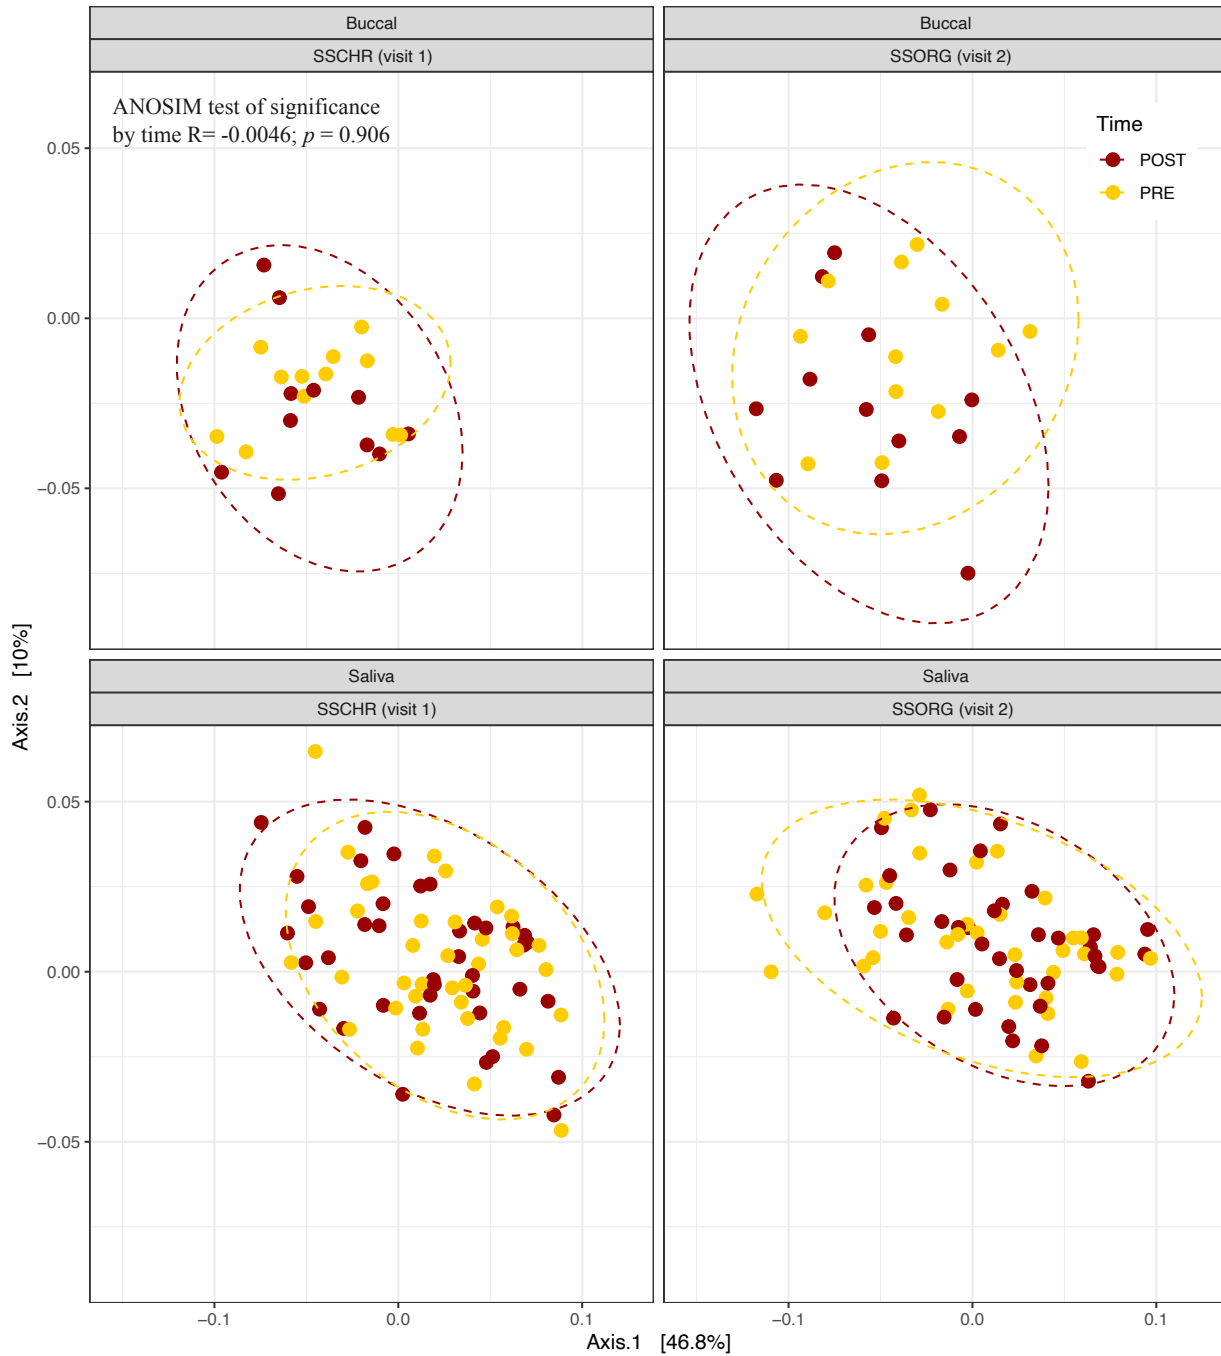 Buccal
SSCHR (visit 1)
ANOSIM test of significance
by time R= -0.0046; p = 0.906
Buccal
SSORG (visit 2)
Time
POST
PRE
0.05
0.00
−0.05
Saliva
SSCHR (visit 1)
Saliva
SSORG (visit 2)
0.05
0.00
−0.05
Axis.2 [10%]
−0.1
0.0
0.1
−0.1
0.0
0.1
Axis.1 [46.8%]